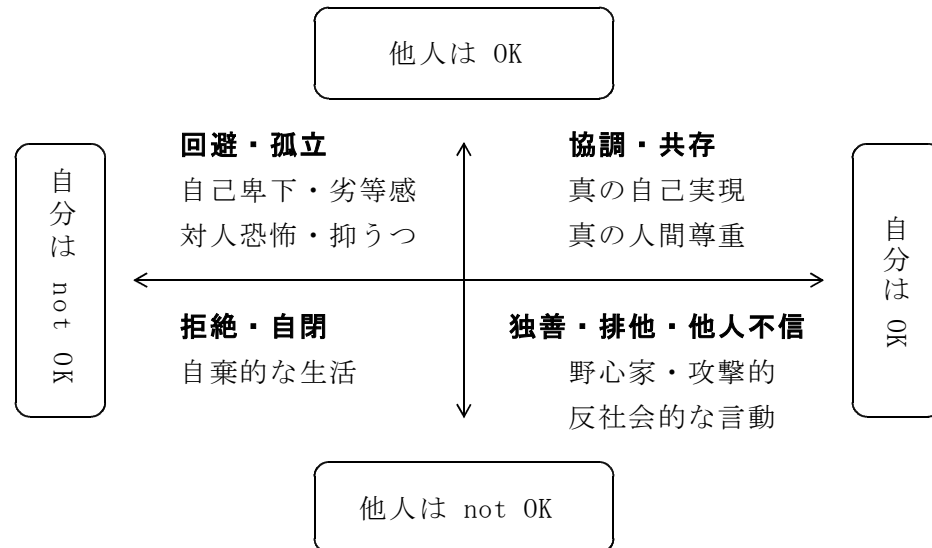 他人は OK
回避・孤立
自己卑下・劣等感
対人恐怖・抑うつ
協調・共存
真の自己実現
真の人間尊重
自分は not OK
自分は OK
拒絶・自閉
自棄的な生活
独善・排他・他人不信
野心家・攻撃的
反社会的な言動
他人は not OK